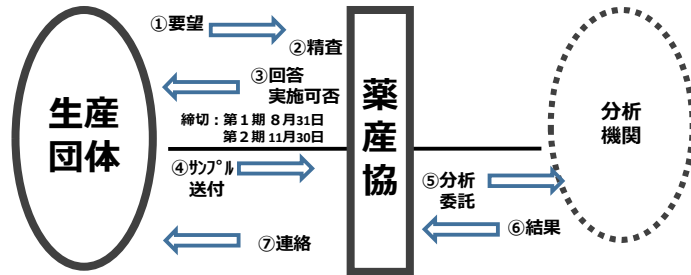 ①要望
②精査
③回答
実施可否
生産
団体
締切：第１期 8月31日
第２期 11月30日
④ｻﾝﾌﾟﾙ
送付
⑦連絡
薬
産
協
⑤分析
委託
⑥結果
分析
機関